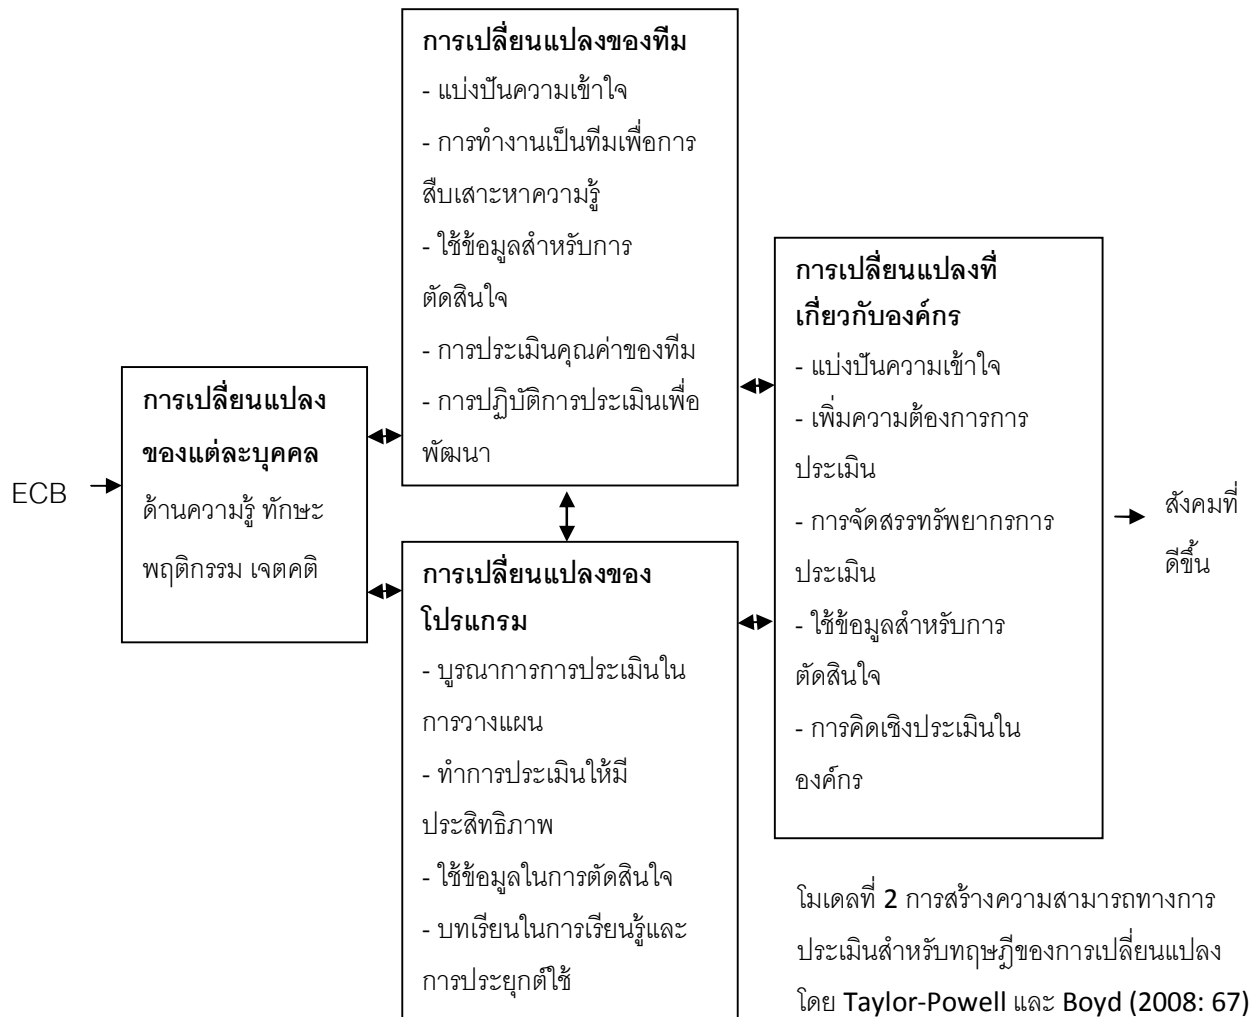 ECB
การเปลี่ยนแปลง
ของแต่ละบุคคล
ด้านความรู้ ทักษะ
พฤติกรรม เจตคติ
การเปลี่ยนแปลงของทีม
- แบ่งปันความเข้าใจ
- การทำงานเป็นทีมเพื่อการ
สืบเสาะหาความรู้
- ใช้ข้อมูลสำหรับการ
ตัดสินใจ
- การประเมินคุณค่าของทีม
- การปฏิบัติการประเมินเพื่อ
พัฒนา
การเปลี่ยนแปลงของ
โปรแกรม
- บูรณาการการประเมินใน
การวางแผน
- ทำการประเมินให้มี
ประสิทธิภาพ
- ใช้ข้อมูลในการตัดสินใจ
- บทเรียนในการเรียนรู้และ
การประยุกต์ใช้
การเปลี่ยนแปลงที่
เกี่ยวกับองค์กร
- แบ่งปันความเข้าใจ
- เพิ่มความต้องการการ
ประเมิน
- การจัดสรรทรัพยากรการ
ประเมิน
- ใช้ข้อมูลสำหรับการ
ตัดสินใจ
- การคิดเชิงประเมินใน
องค์กร
สังคมที่
ดีขึ้น
โมเดลที่ 2 การสร้างความสามารถทางการ
ประเมินสำหรับทฤษฎีของการเปลี่ยนแปลง
โดย Taylor-Powell และ Boyd (2008: 67)